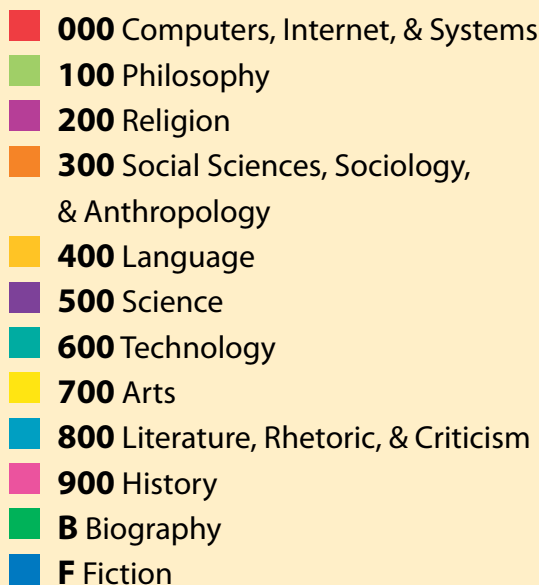 000 Computers, Internet, & Systems
100 Philosophy
200 Religion
300 Social Sciences, Sociology,
& Anthropology
400 Language
500 Science
600 Technology
700 Arts
800 Literature, Rhetoric, & Criticism
900 History
B Biography
F Fiction